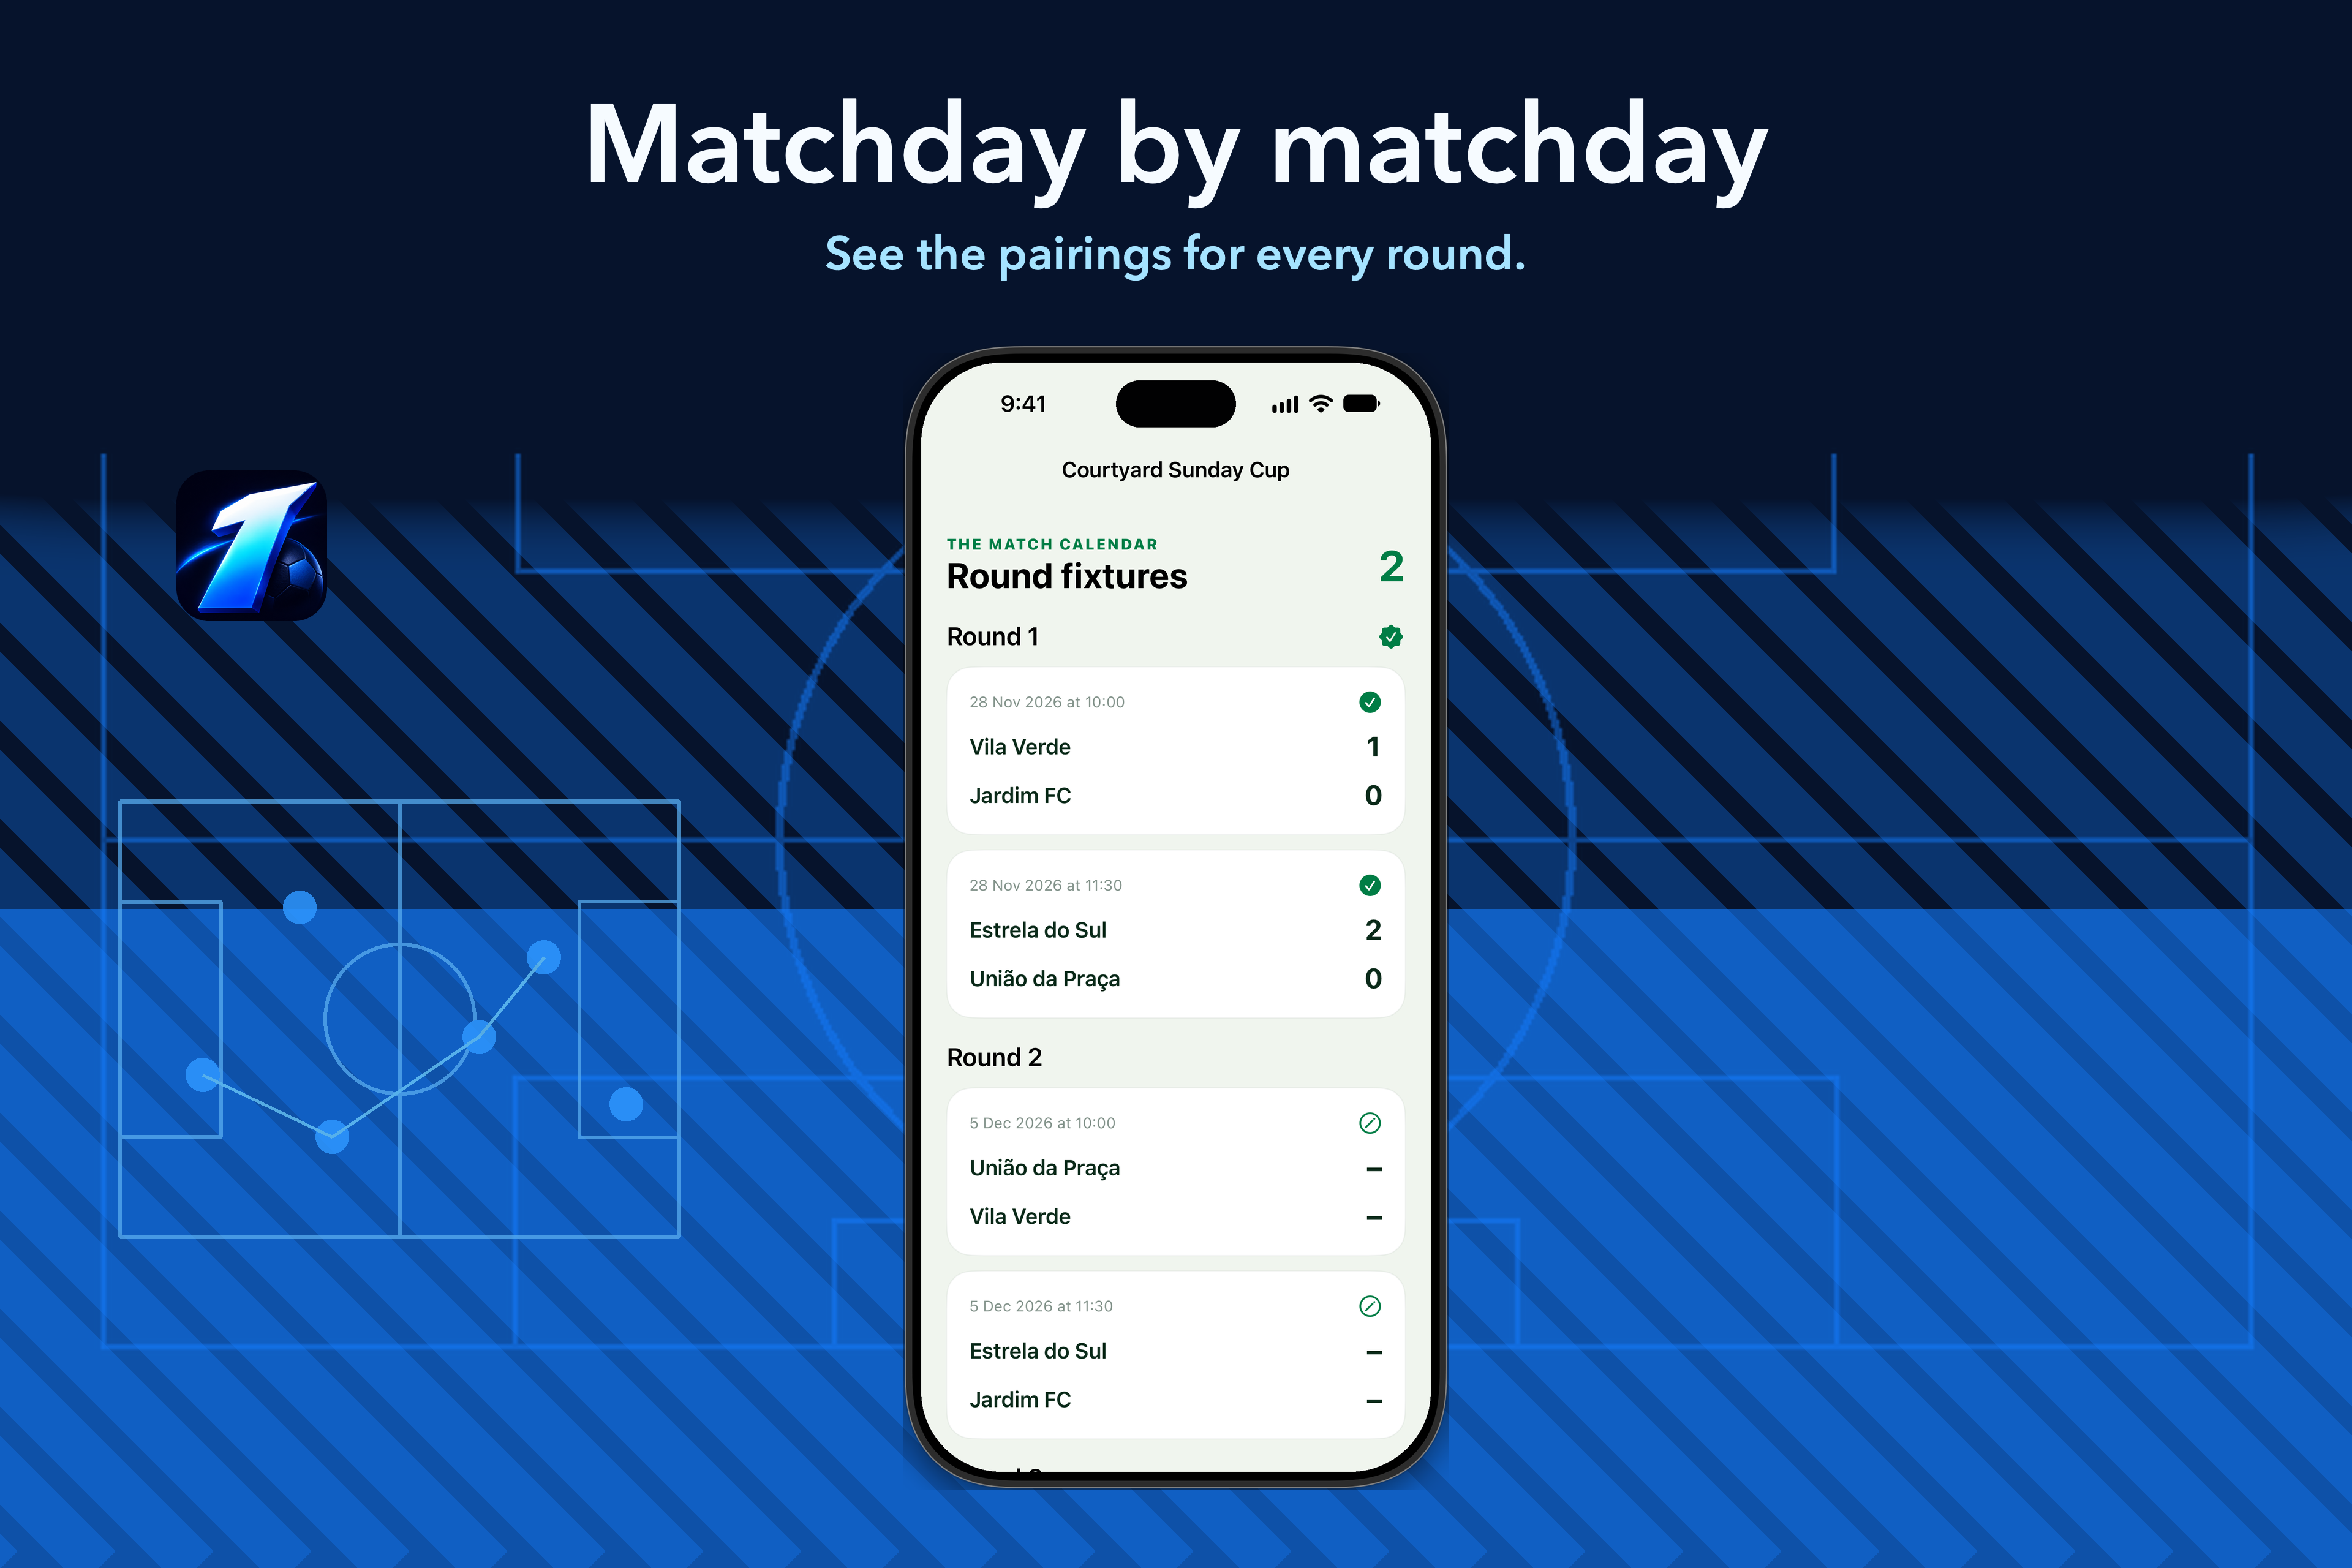 Matchday by matchday
See the pairings for every round.
1
9:41
Courtyard Sunday Cup
THE MATCH CALENDAR
Round fixtures
2
Round 1
28 Nov 2026 at 10:00
Vila Verde 1
Jardim FC 0
28 Nov 2026 at 11:30
Estrela do Sul 2
União da Praça 0
Round 2
5 Dec 2026 at 10:00
União da Praça –
Vila Verde –
5 Dec 2026 at 11:30
Estrela do Sul –
Jardim FC –